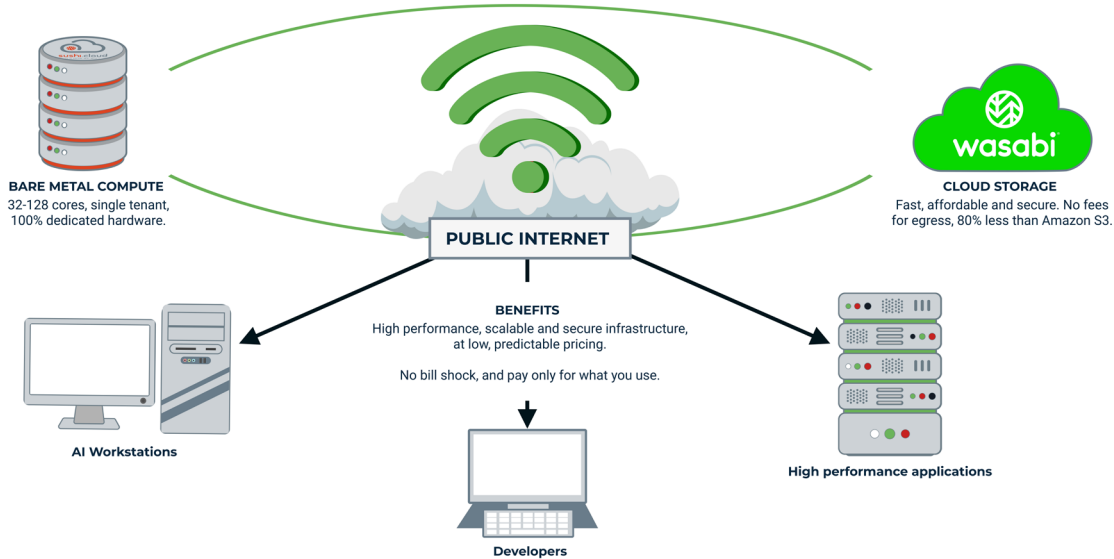 sushi cloud
BARE METAL COMPUTE
32-128 cores, single tenant,
100% dedicated hardware.
wasabi
CLOUD STORAGE
Fast, affordable and secure. No fees
for egress, 80% less than Amazon S3.
PUBLIC INTERNET
BENEFITS
High performance, scalable and secure infrastructure,
at low, predictable pricing.
No bill shock, and pay only for what you use.
AI Workstations
High performance applications
Developers